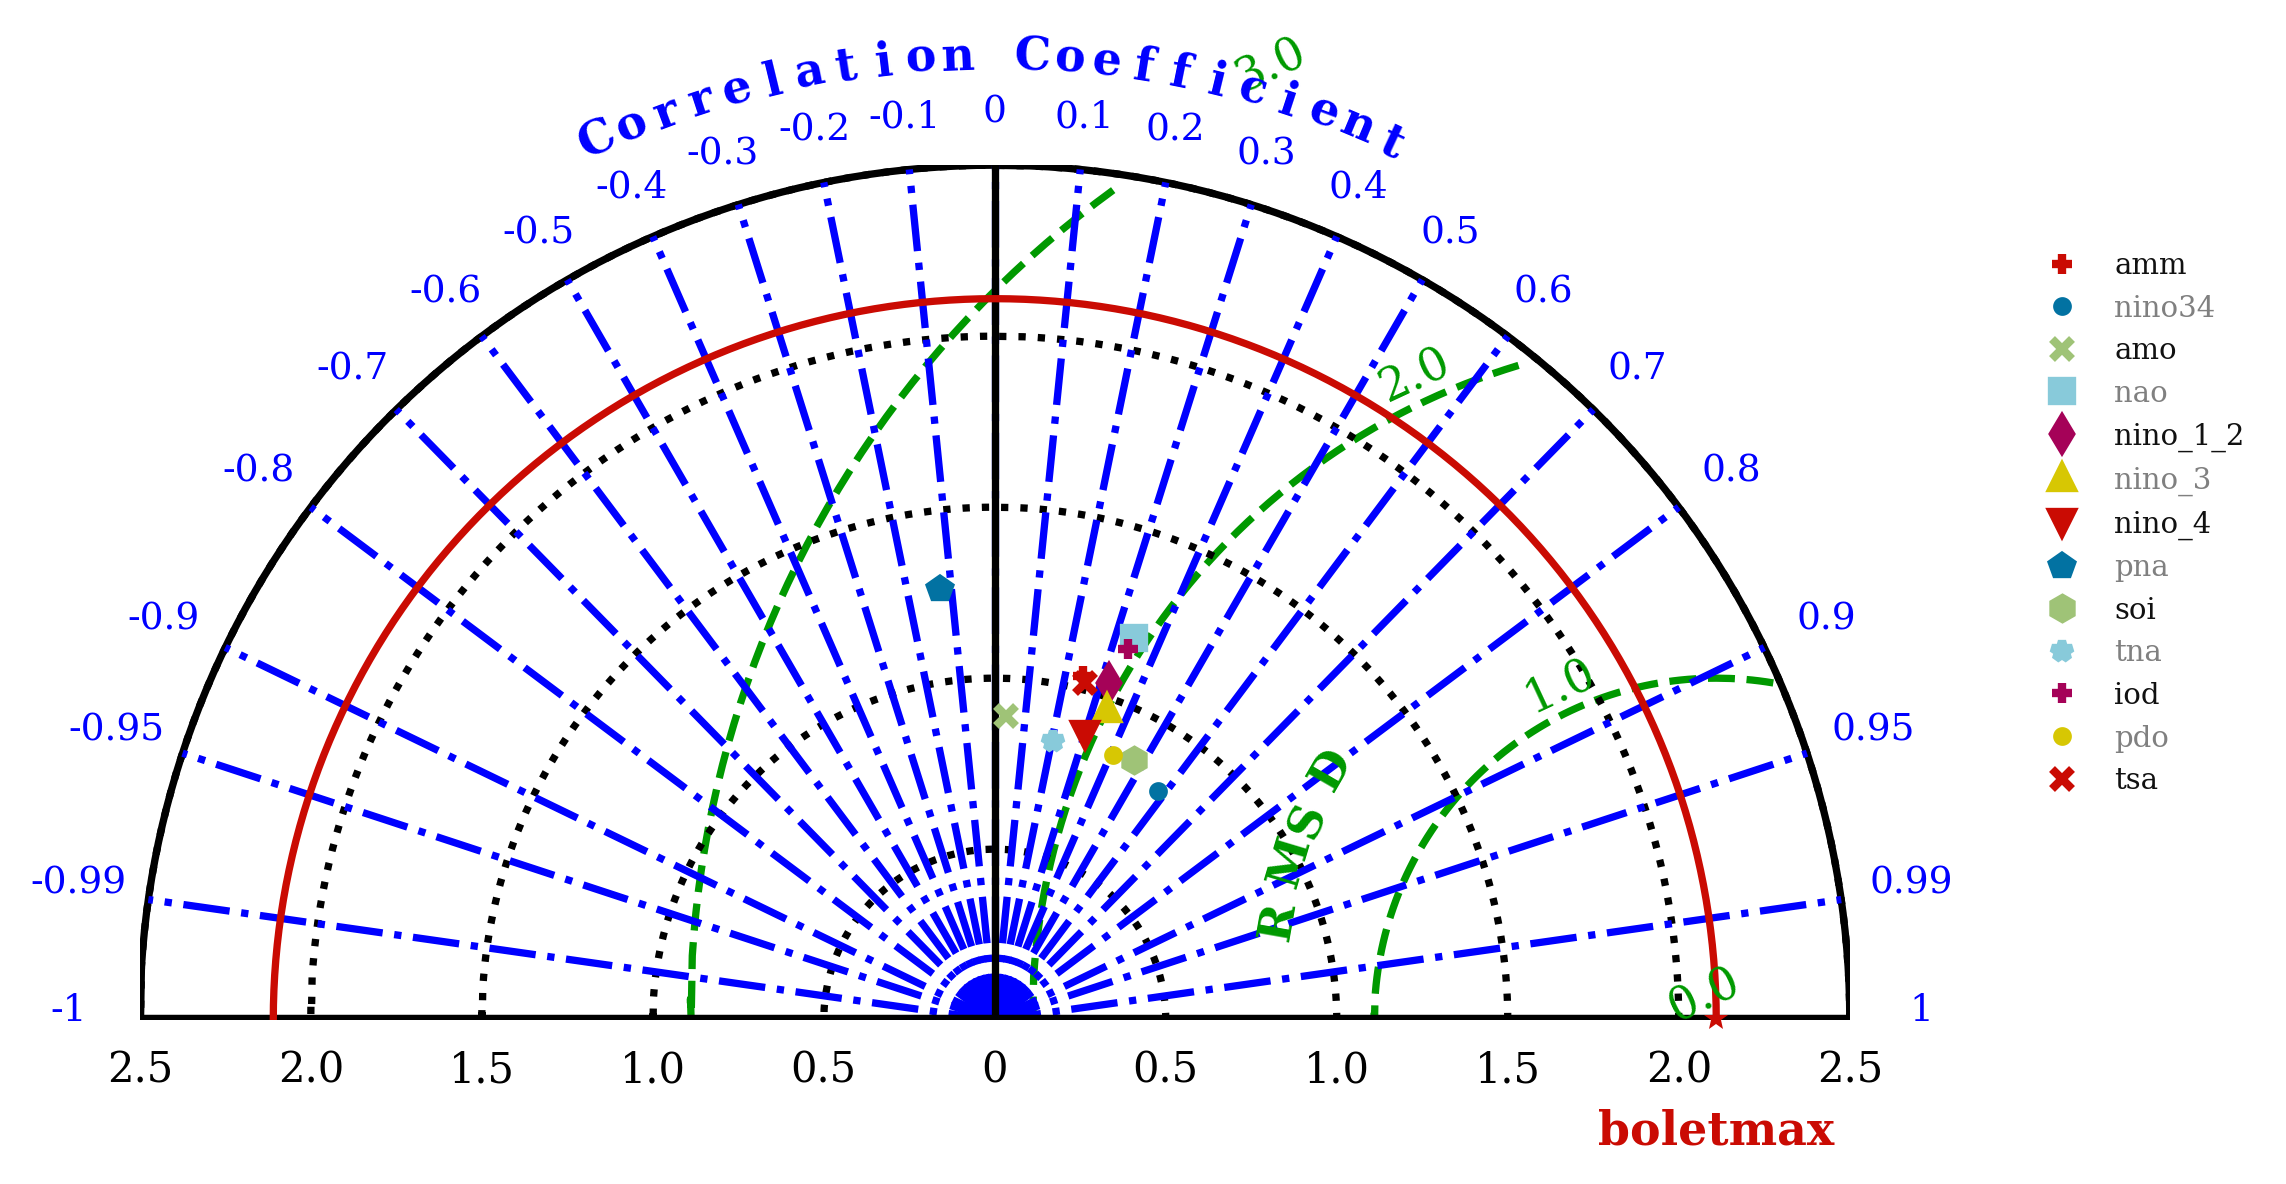 Correlation Coefficient
3.0
-0.1
0
0.1
-0.2
0.2
-0.3
0.3
-0.4
0.4
-0.5
0.5
-0.6
0.6
-0.7
0.7
2.0
-0.8
0.8
-0.9
0.9
1.0
-0.95
0.95
RMSD
-0.99
0.99
0.0
-1
1
2.5 2.0 1.5 1.0 0.5 0 0.5 1.0 1.5 2.0 2.5
boletmax
amm
nino34
amo
nao
nino_1_2
nino_3
nino_4
pna
soi
tna
iod
pdo
tsa